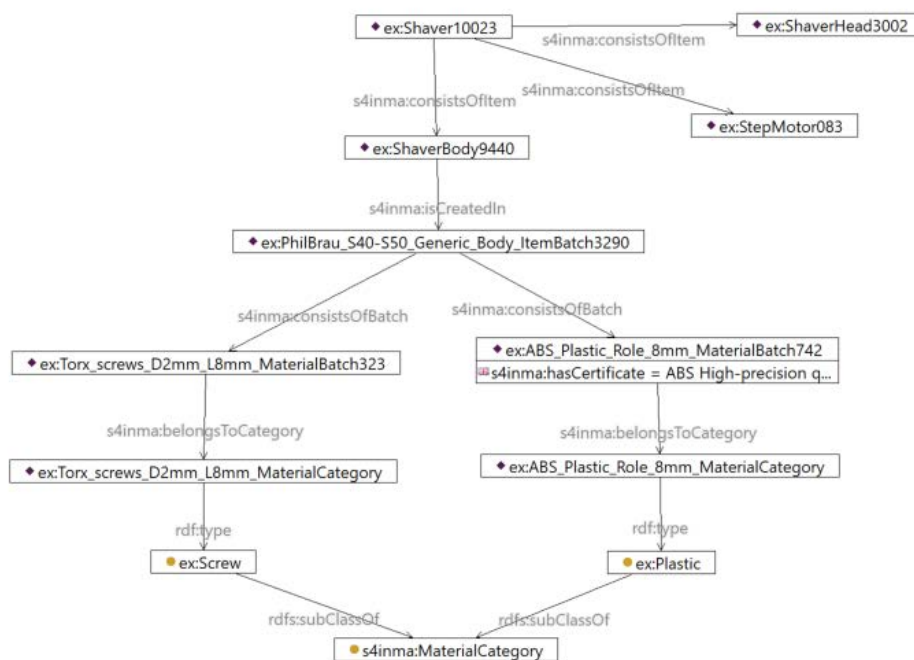 ex:Shaver10023
ex:ShaverHead3002
s4inma:consistsOfItem
s4inma:consistsOfItem
s4inma:consistsOfItem
ex:StepMotor083
ex:ShaverBody9440
s4inma:isCreatedIn
ex:PhilBrau_S40-S50_Generic_Body_ItemBatch3290
s4inma:consistsOfBatch
s4inma:consistsOfBatch
ex:Torx_screws_D2mm_L8mm_MaterialBatch323
ex:ABS_Plastic_Role_8mm_MaterialBatch742
s4inma:hasCertificate = ABS High-precision q...
s4inma:belongsToCategory
s4inma:belongsToCategory
ex:Torx_screws_D2mm_L8mm_MaterialCategory
ex:ABS_Plastic_Role_8mm_MaterialCategory
rdf:type
rdf:type
ex:Screw
ex:Plastic
rdfs:subClassOf
rdfs:subClassOf
s4inma:MaterialCategory